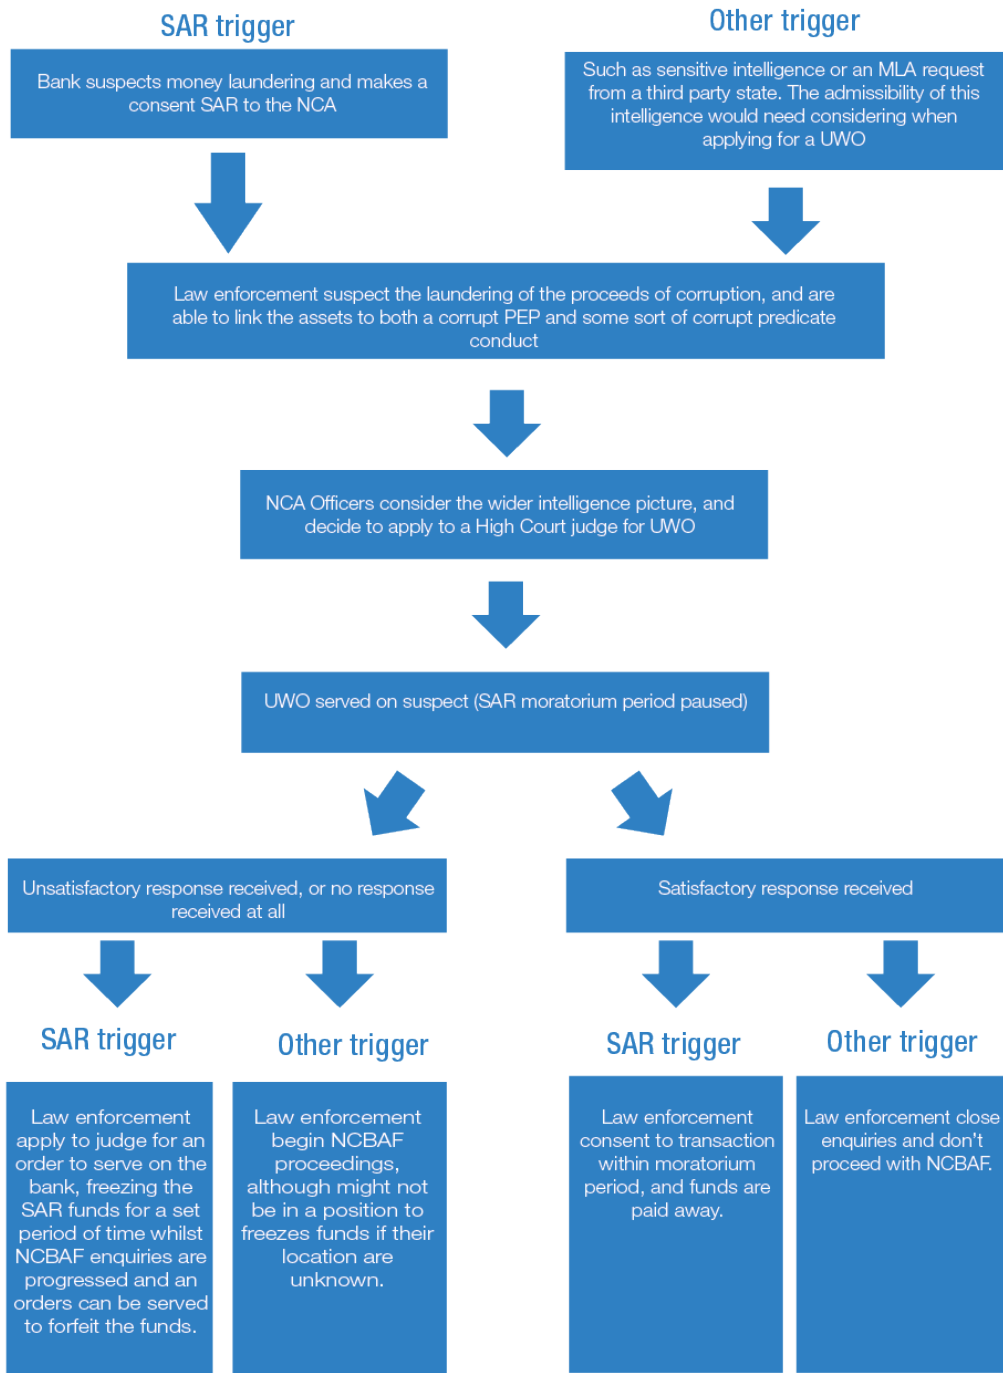 SAR trigger
Bank suspects money laundering and makes a
consent SAR to the NCA
Other trigger
Such as sensitive intelligence or an MLA request
from a third party state. The admissibility of this
intelligence would need considering when
applying for a UWO
Law enforcement suspect the laundering of the proceeds of corruption, and are
able to link the assets to both a corrupt PEP and some sort of corrupt predicate
conduct
NCA Officers consider the wider intelligence picture, and
decide to apply to a High Court judge for UWO
UWO served on suspect (SAR moratorium period paused)
Unsatisfactory response received, or no response
received at all
Satisfactory response received
SAR trigger
Law enforcement
apply to judge for an
order to serve on the
bank, freezing the
SAR funds for a set
period of time whilst
NCBAF enquiries are
progressed and an
orders can be served
to forfeit the funds.
Other trigger
Law enforcement
begin NCBAF
proceedings,
although might not
be in a position to
freezes funds if their
location are
unknown.
SAR trigger
Law enforcement
consent to transaction
within moratorium
period, and funds are
paid away.
Other trigger
Law enforcement close
enquiries and don't
proceed with NCBAF.